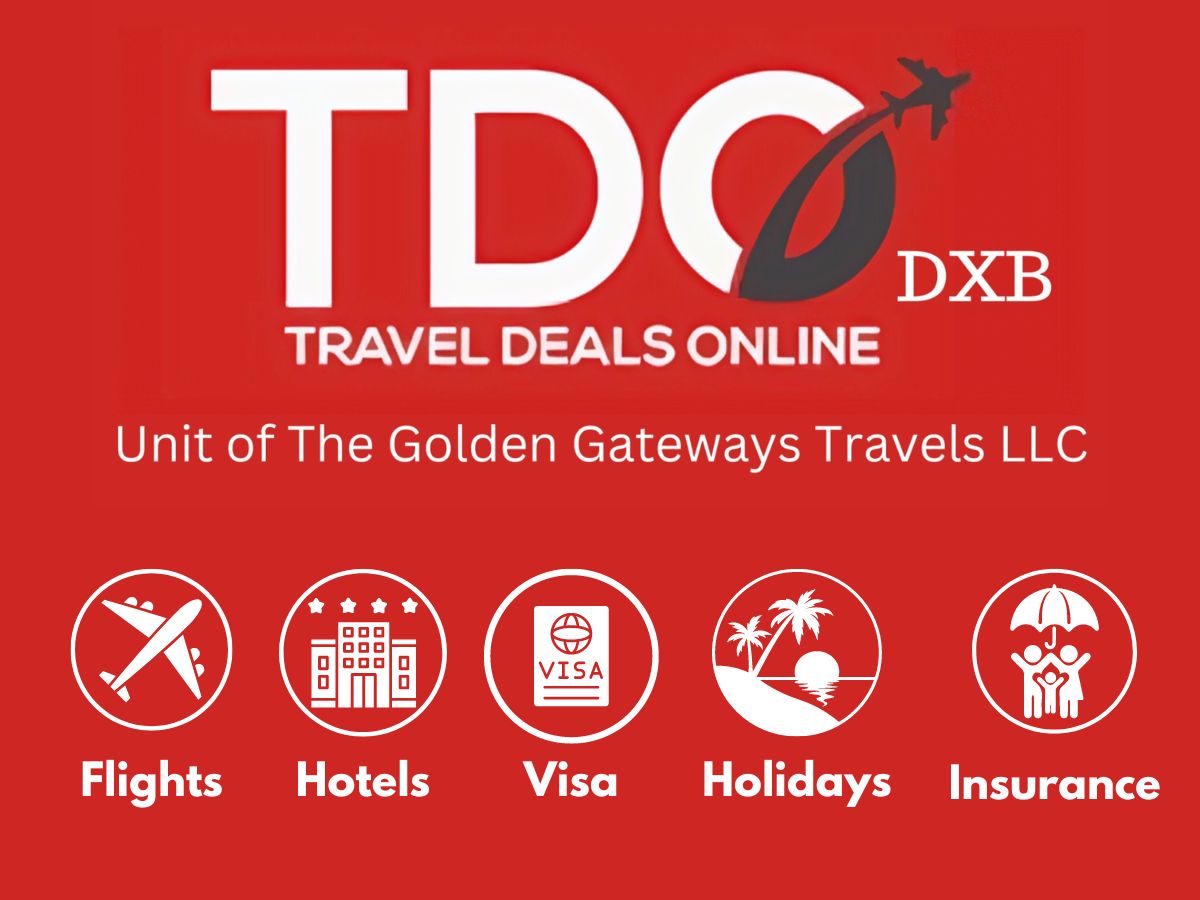 TDO
DXB
TRAVEL DEALS ONLINE
Unit of The Golden Gateways Travels LLC
VISA
Flights Hotels Visa Holidays Insurance